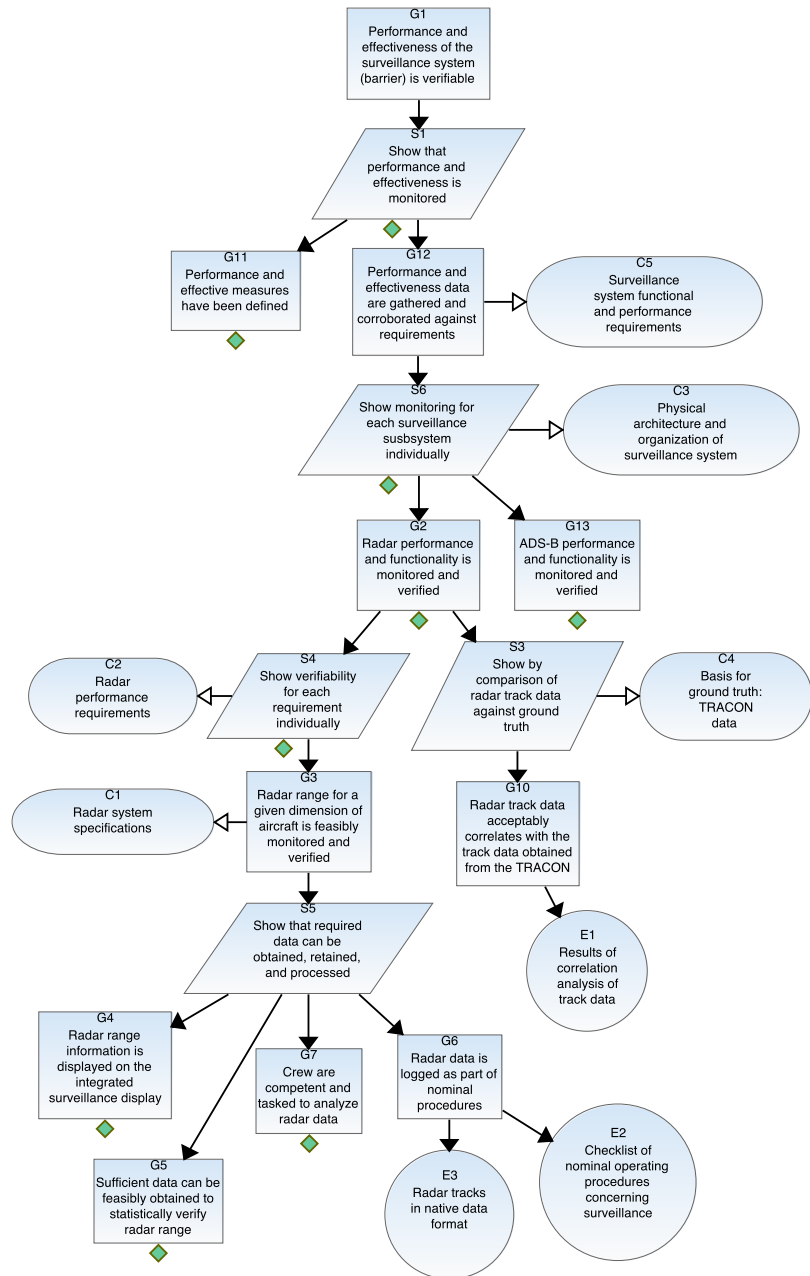 G1
Performance and
effectiveness of the
surveillance system
(barrier) is verifiable
S1
Show that
performance and
effectiveness is
monitored
G11
Performance and
effective measures
have been defined
G12
Performance and
effectiveness data
are gathered and
corroborated against
requirements
C5
Surveillance
system functional
and performance
requirements
S6
Show monitoring for
each surveillance
susbsystem
individually
C3
Physical
architecture and
organization of
surveillance system
G2
Radar performance
and functionality is
monitored and
verified
G13
ADS-B performance
and functionality is
monitored and
verified
C2
Radar
performance
requirements
S4
Show verifiability
for each
requirement
individually
S3
Show by
comparison of
radar track data
against ground
truth
C4
Basis for
ground truth:
TRACON
data
C1
Radar system
specifications
G3
Radar range for a
given dimension of
aircraft is feasibly
monitored and
verified
G10
Radar track data
acceptably
correlates with the
track data obtained
from the TRACON
S5
Show that required
data can be
obtained, retained,
and processed
E1
Results of
correlation
analysis of
track data
G4
Radar range
information is
displayed on the
integrated
surveillance display
G7
Crew are
competent and
tasked to analyze
radar data
G6
Radar data is
logged as part of
nominal
procedures
G5
Sufficient data can be
feasibly obtained to
statistically verify
radar range
E3
Radar tracks
in native data
format
E2
Checklist of
nominal operating
procedures
concerning
surveillance